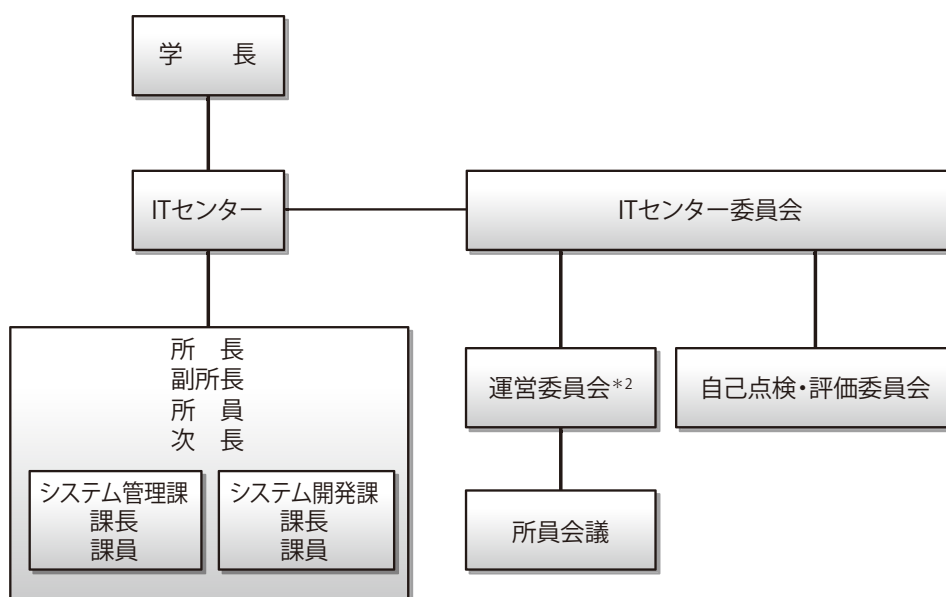 学　長
ITセンター
ITセンター委員会
所　長
副所長
所　員
次　長
システム管理課
課長
課員
システム開発課
課長
課員
運営委員会*2
自己点検・評価委員会
所員会議